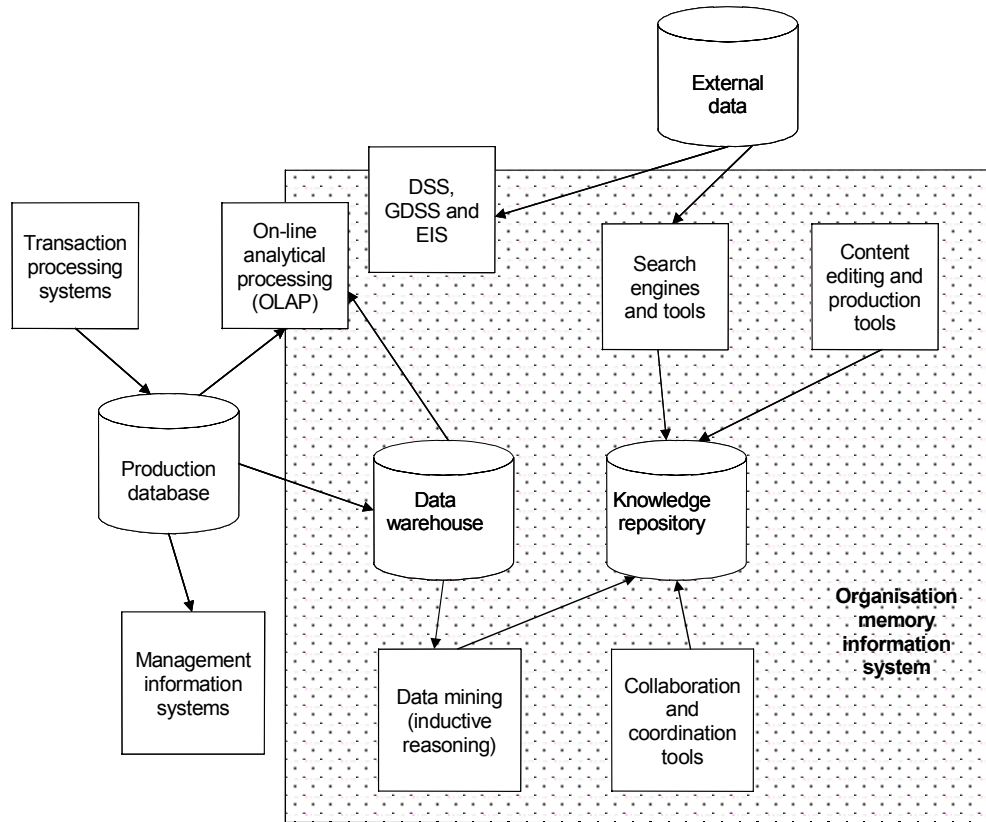 External
data
DSS,
GDSS and
EIS
Transaction
processing
systems
On-line
analytical
processing
(OLAP)
Search
engines
and tools
Content
editing and
production
tools
Production
database
Data
warehouse
Knowledge
repository
Organisation
memory
information
system
Management
information
systems
Data mining
(inductive
reasoning)
Collaboration
and
coordination
tools